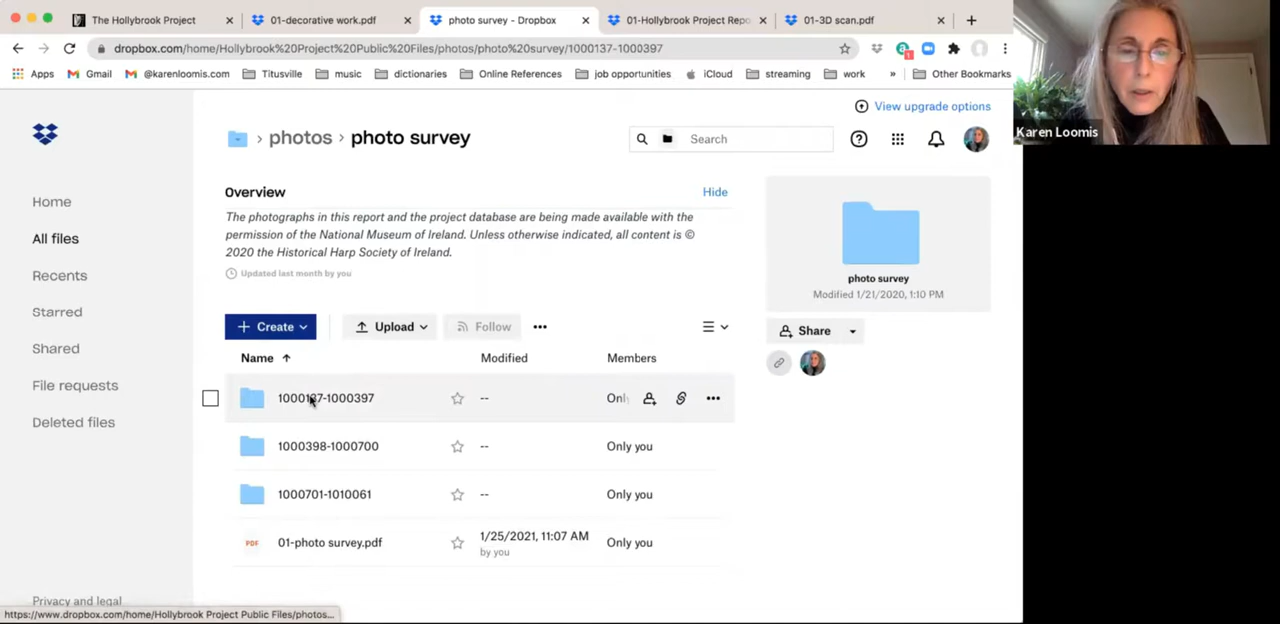 The Hollybrook Project
01-decorative work.pdf
photo survey - Dropbox
01-Hollybrook Project Repo
01-3D scan.pdf
dropbox.com/home/Hollybrook%20Project%20Public%20Files/photos/photo%20survey/1000137-1000397
Apps
Gmail
@karenloomis.com
Titusville
music
dictionaries
Online References
job opportunities
iCloud
streaming
work
»
Other Bookmarks
Karen Loomis
View upgrade options
› photos › photo survey
Search
Home
All files
Recents
Starred
Shared
File requests
Deleted files
Privacy and legal
Overview
Hide
The photographs in this report and the project database are being made available with the
permission of the National Museum of Ireland. Unless otherwise indicated, all content is ©
2020 the Historical Harp Society of Ireland.
Updated last month by you
+ Create
Upload
Follow
Name
Modified
Members
1000137-1000397
--
Onl
1000398-1000700
--
Only you
1000701-1010061
--
Only you
PDF
01-photo survey.pdf
1/25/2021, 11:07 AM
by you
Only you
photo survey
Modified 1/21/2020, 1:10 PM
Share
https://www.dropbox.com/home/Hollybrook Project Public Files/photos...